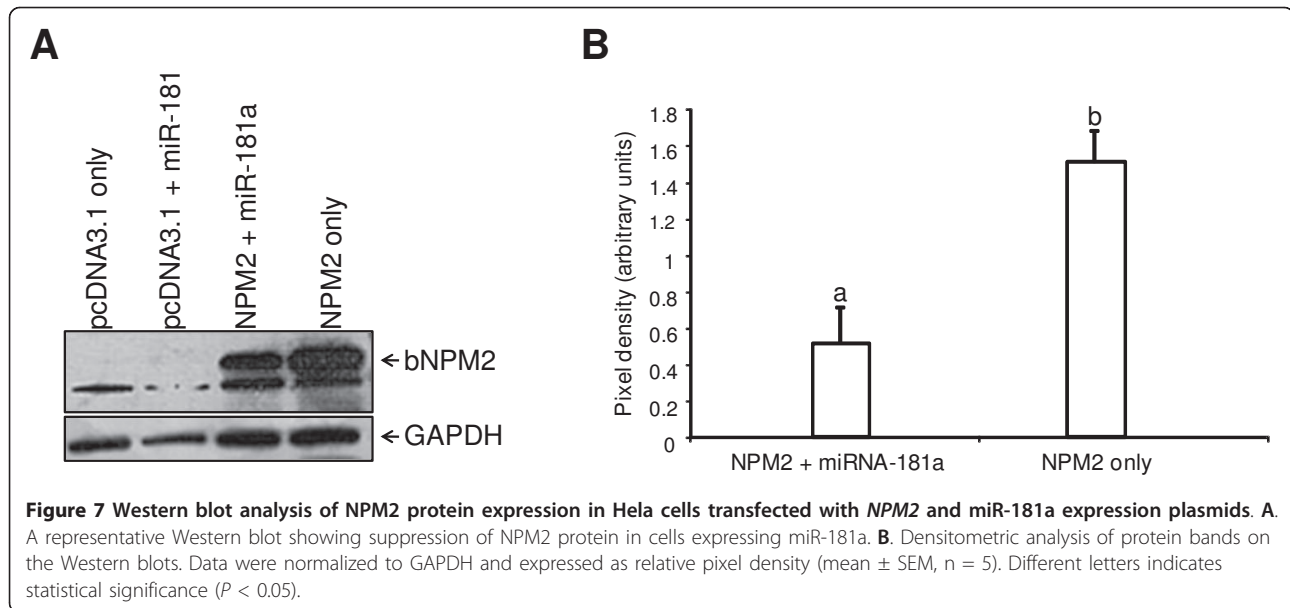 A
B
pcDNA3.1 only
pcDNA3.1 + miR-181
NPM2 + miR-181a
NPM2 only
bNPM2
GAPDH
Pixel density (arbitrary units)
1.8
1.6
1.4
1.2
1
0.8
0.6
0.4
0.2
0
a
b
NPM2 + miRNA-181a
NPM2 only
Figure 7 Western blot analysis of NPM2 protein expression in Hela cells transfected with NPM2 and miR-181a expression plasmids. A.
A representative Western blot showing suppression of NPM2 protein in cells expressing miR-181a. B. Densitometric analysis of protein bands on
the Western blots. Data were normalized to GAPDH and expressed as relative pixel density (mean ± SEM, n = 5). Different letters indicates
statistical significance (P < 0.05).